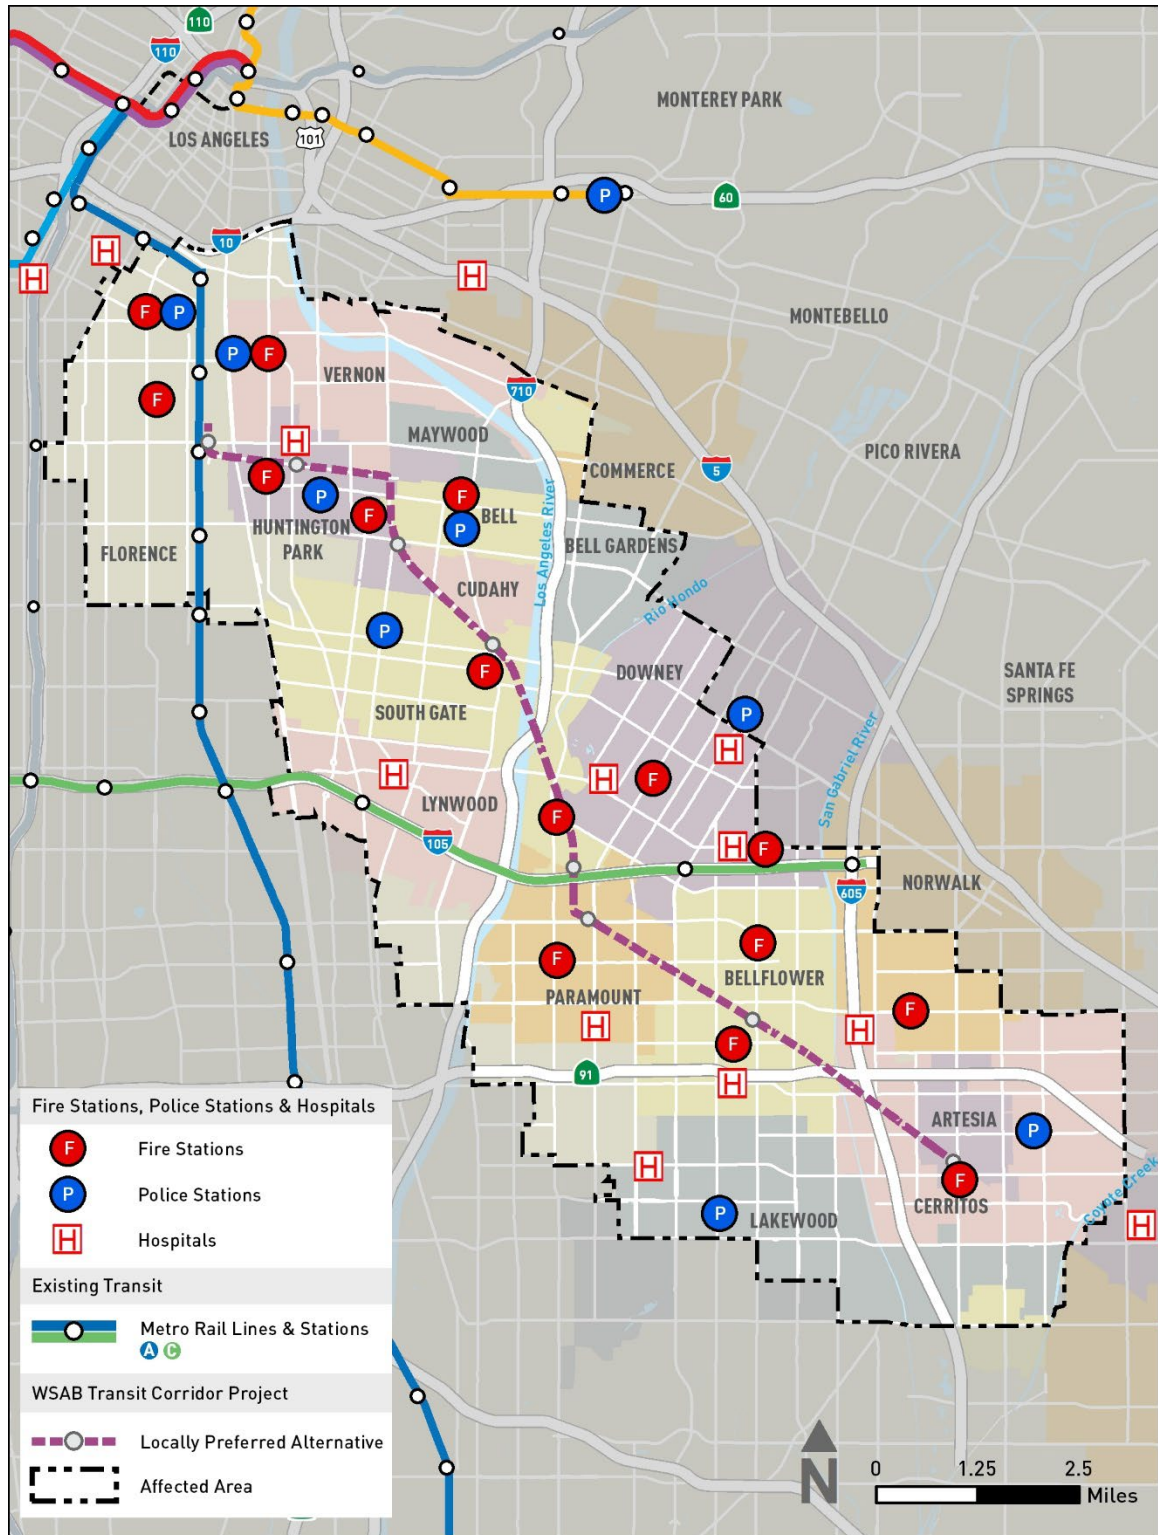 110
110
MONTEREY PARK
LOS ANGELES
101
P
60
10
H
H
H
F
P
MONTEBELLO
P
F
VERNON
710
F
MAYWOOD
H
PICO RIVERA
COMMERCE
5
F
P
F
BELL
F
HUNTINGTON
PARK
P
FLORENCE
BELL GARDENS
Los Angeles River
CUDAHY
Rio Hondo
P
F
DOWNEY
SANTA FE
SPRINGS
SOUTH GATE
P
H
San Gabriel River
H
H
F
LYNWOOD
F
105
H
F
605
NORWALK
F
BELLFLOWER
F
PARAMOUNT
F
H
H
F
91
H
ARTESIA
P
H
F
CERRITOS
Coyote Creek
P
LAKEWOOD
H
Fire Stations, Police Stations & Hospitals
F Fire Stations
P Police Stations
H Hospitals
Existing Transit
Metro Rail Lines & Stations
A C
WSAB Transit Corridor Project
Locally Preferred Alternative
Affected Area
N
0 1.25 2.5
Miles